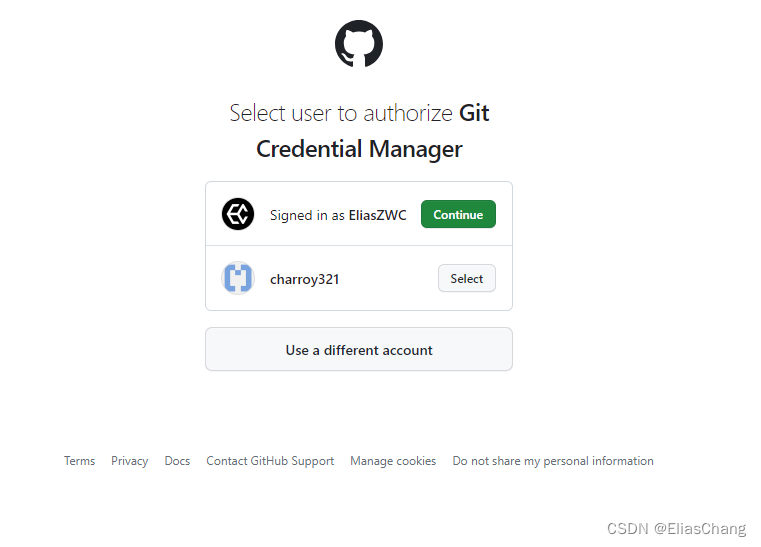 Select user to authorize Git
Credential Manager
Signed in as EliasZWC Continue
charroy321 Select
Use a different account
Terms Privacy Docs Contact GitHub Support Manage cookies Do not share my personal information
CSDN @EliasChang